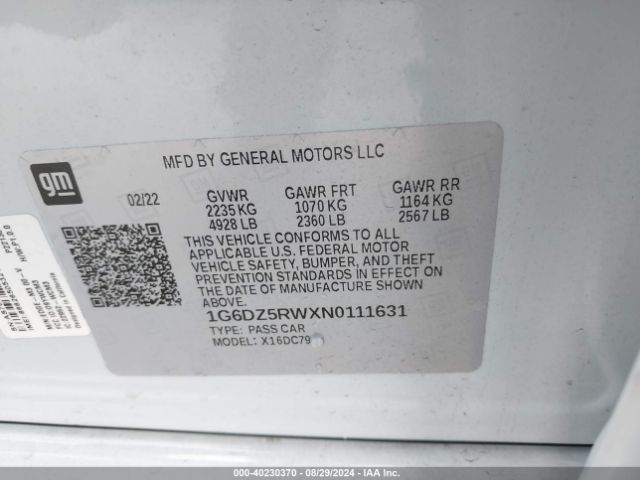 gm
MFD BY GENERAL MOTORS LLC
02/22
GVWR
2235 KG
4928 LB
GAWR FRT
1070 KG
2360 LB
GAWR RR
1164 KG
2567 LB
THIS VEHICLE CONFORMS TO ALL
APPLICABLE U.S. FEDERAL MOTOR
VEHICLE SAFETY, BUMPER, AND THEFT
PREVENTION STANDARDS IN EFFECT ON
THE DATE OF MANUFACTURE SHOWN
ABOVE.
1G6DZ5RWXN0111631
TYPE: PASS CAR
MODEL: X16DC79
000-40230370 • 08/29/2024 • IAAI.COM